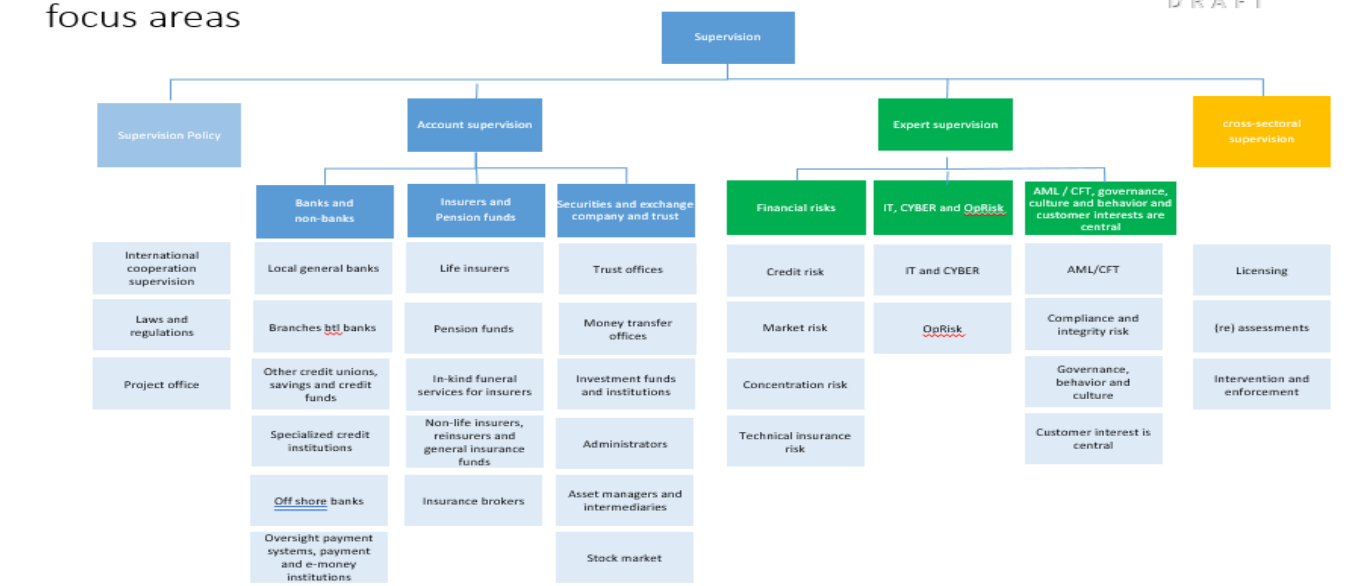 focus areas
DRAFT
Supervision
Supervision Policy
Account supervision
Expert supervision
cross-sectoral
supervision
Banks and
non-banks
Insurers and
Pension funds
Securities and exchange
company and trust
Financial risks
IT, CYBER and OpRisk
AML / CFT, governance,
culture and behavior and
customer interests are
central
International
cooperation
supervision
Laws and
regulations
Project office
Local general banks
Branches btl banks
Other credit unions,
savings and credit
funds
Specialized credit
institutions
Off shore banks
Oversight payment
systems, payment
and e-money
institutions
Life insurers
Pension funds
In-kind funeral
services for insurers
Non-life insurers,
reinsurers and
general insurance
funds
Insurance brokers
Trust offices
Money transfer
offices
Investment funds
and institutions
Administrators
Asset managers and
intermediaries
Stock market
Credit risk
Market risk
Concentration risk
Technical insurance
risk
IT and CYBER
OpRisk
AML/CFT
Compliance and
integrity risk
Governance,
behavior and
culture
Customer interest is
central
Licensing
(re) assessments
Intervention and
enforcement